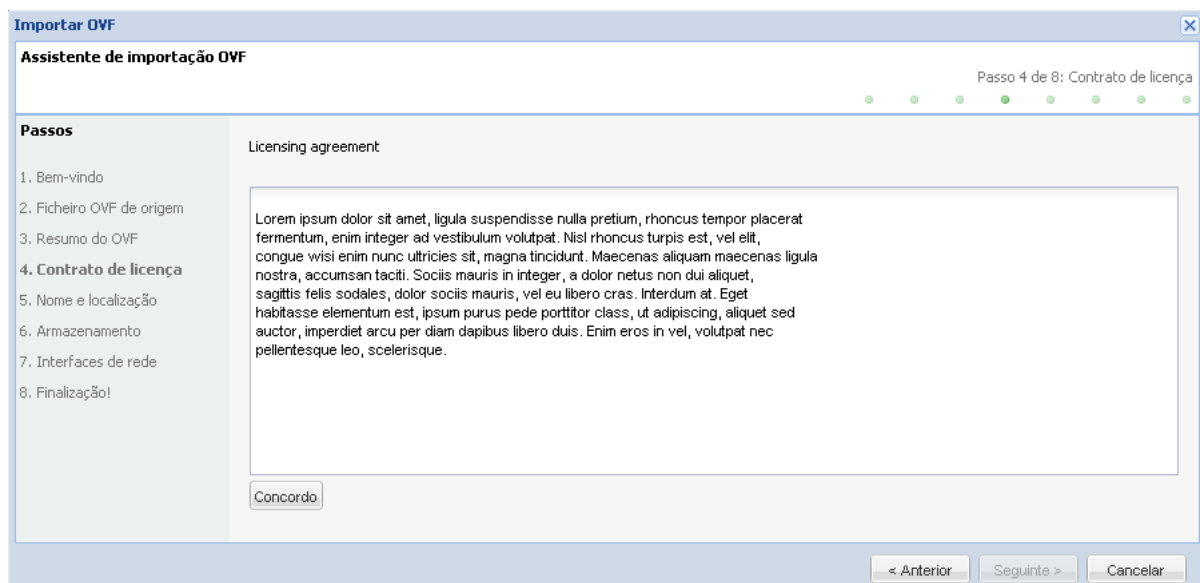 Importar OVF
Assistente de importação OVF
Passo 4 de 8: Contrato de licença
Passos
1. Bem-vindo
2. Ficheiro OVF de origem
3. Resumo do OVF
4. Contrato de licença
5. Nome e localização
6. Armazenamento
7. Interfaces de rede
8. Finalização!
Licensing agreement
Lorem ipsum dolor sit amet, ligula suspendisse nulla pretium, rhoncus tempor placerat
fermentum, enim integer ad vestibulum volutpat. Nisl rhoncus turpis est, vel elit,
congue wisi enim nunc ultricies sit, magna tincidunt. Maecenas aliquam maecenas ligula
nostra, accumsan taciti. Sociis mauris in integer, a dolor netus non dui aliquet,
sagittis felis sodales, dolor sociis mauris, vel eu libero cras. Interdum at. Eget
habitasse elementum est, ipsum purus pede porttitor class, ut adipiscing, aliquet sed
auctor, imperdiet arcu per diam dapibus libero duis. Enim eros in vel, volutpat nec
pellentesque leo, scelerisque.
Concordo
< Anterior
Seguinte >
Cancelar